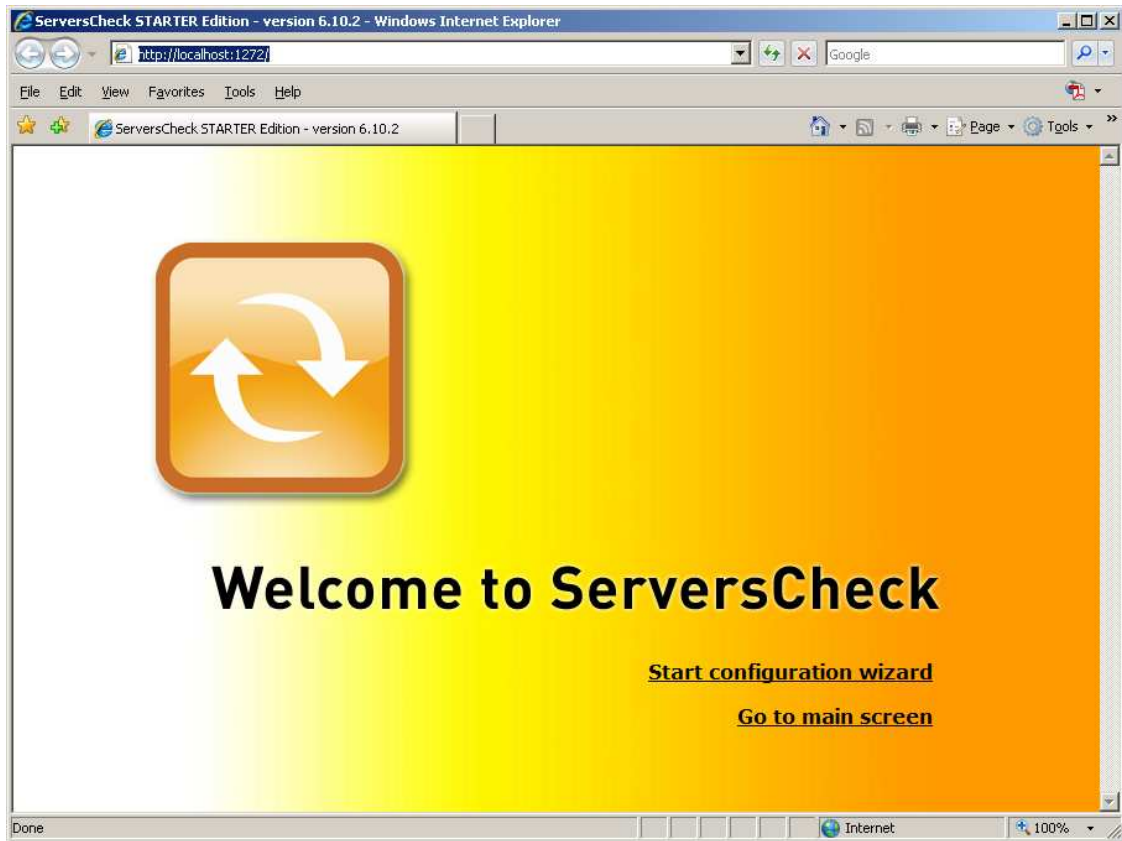 ServersCheck STARTER Edition - version 6.10.2 - Windows Internet Explorer
http://localhost:1272/
Google
File Edit View Favorites Tools Help
ServersCheck STARTER Edition - version 6.10.2
Page Tools »
Welcome to ServersCheck
Start configuration wizard
Go to main screen
Done Internet 100%